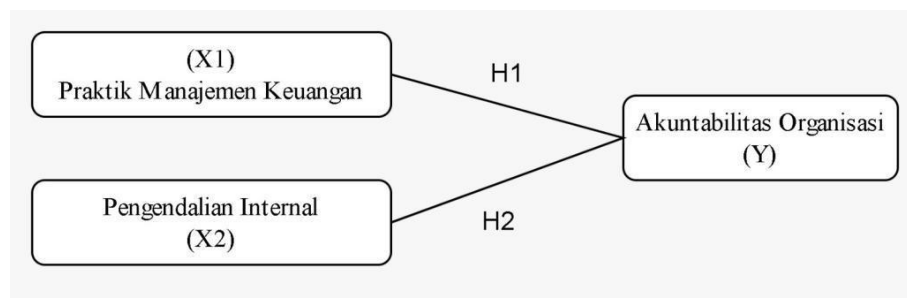 (X1)
Praktik Manajemen Keuangan
H1
Akuntabilitas Organisasi
(Y)
Pengendalian Internal
(X2)
H2